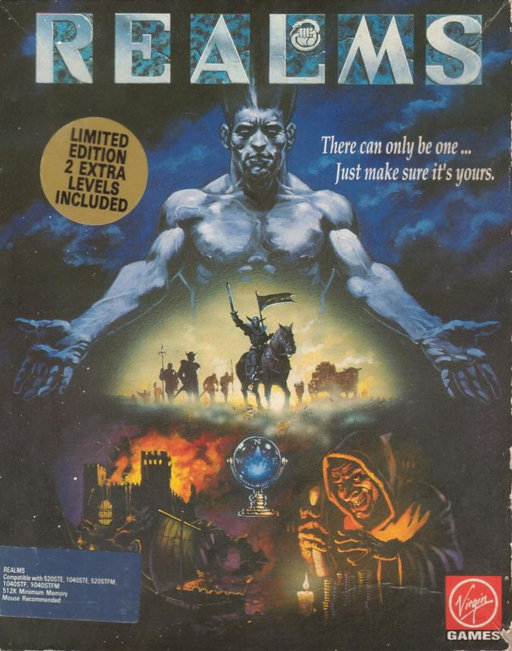 REALMS
LIMITED
EDITION
2 EXTRA
LEVELS
INCLUDED
There can only be one ...
Just make sure it's yours.
N
REALMS
Compatible with 520STE, 1040STE, 520STFM,
1040STF, 1040STFM
512K Minimum Memory
Mouse Recommended
Virgin
GAMES